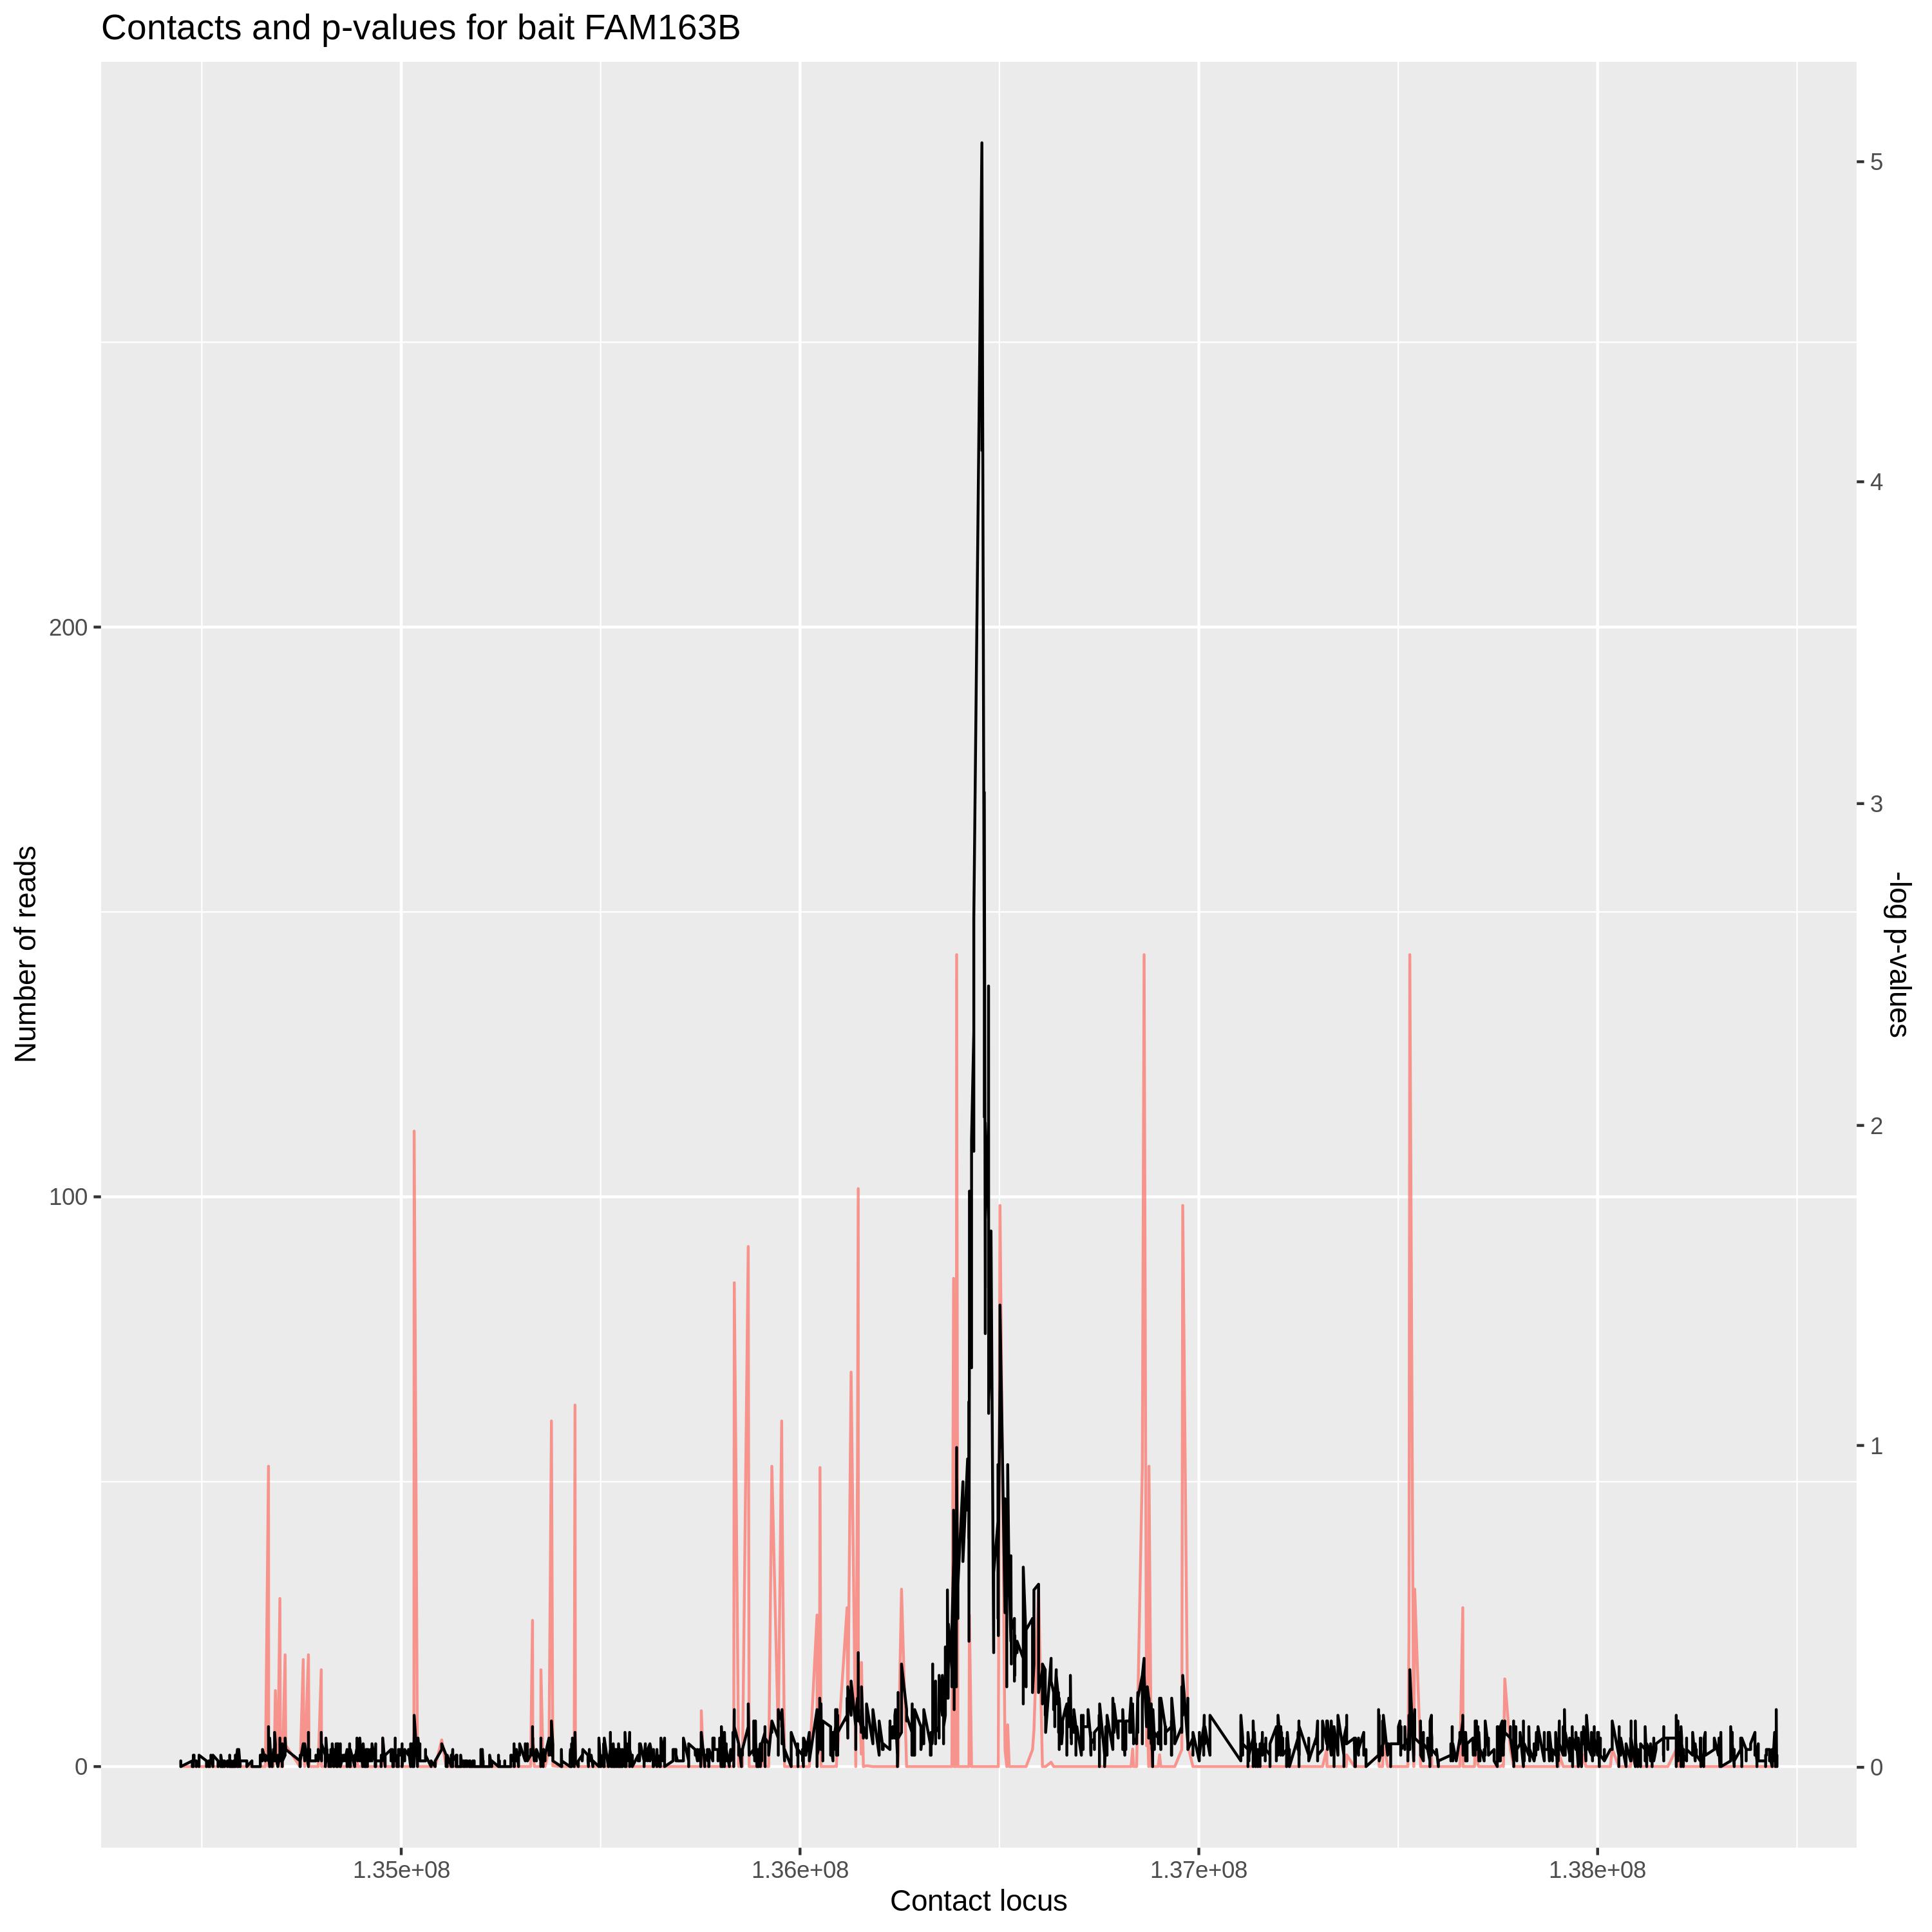 Contacts and p-values for bait FAM163B
Number of reads
200
100
0
5
4
3
2
1
0
-log p-values
1.35e+08
1.36e+08
1.37e+08
1.38e+08
Contact locus